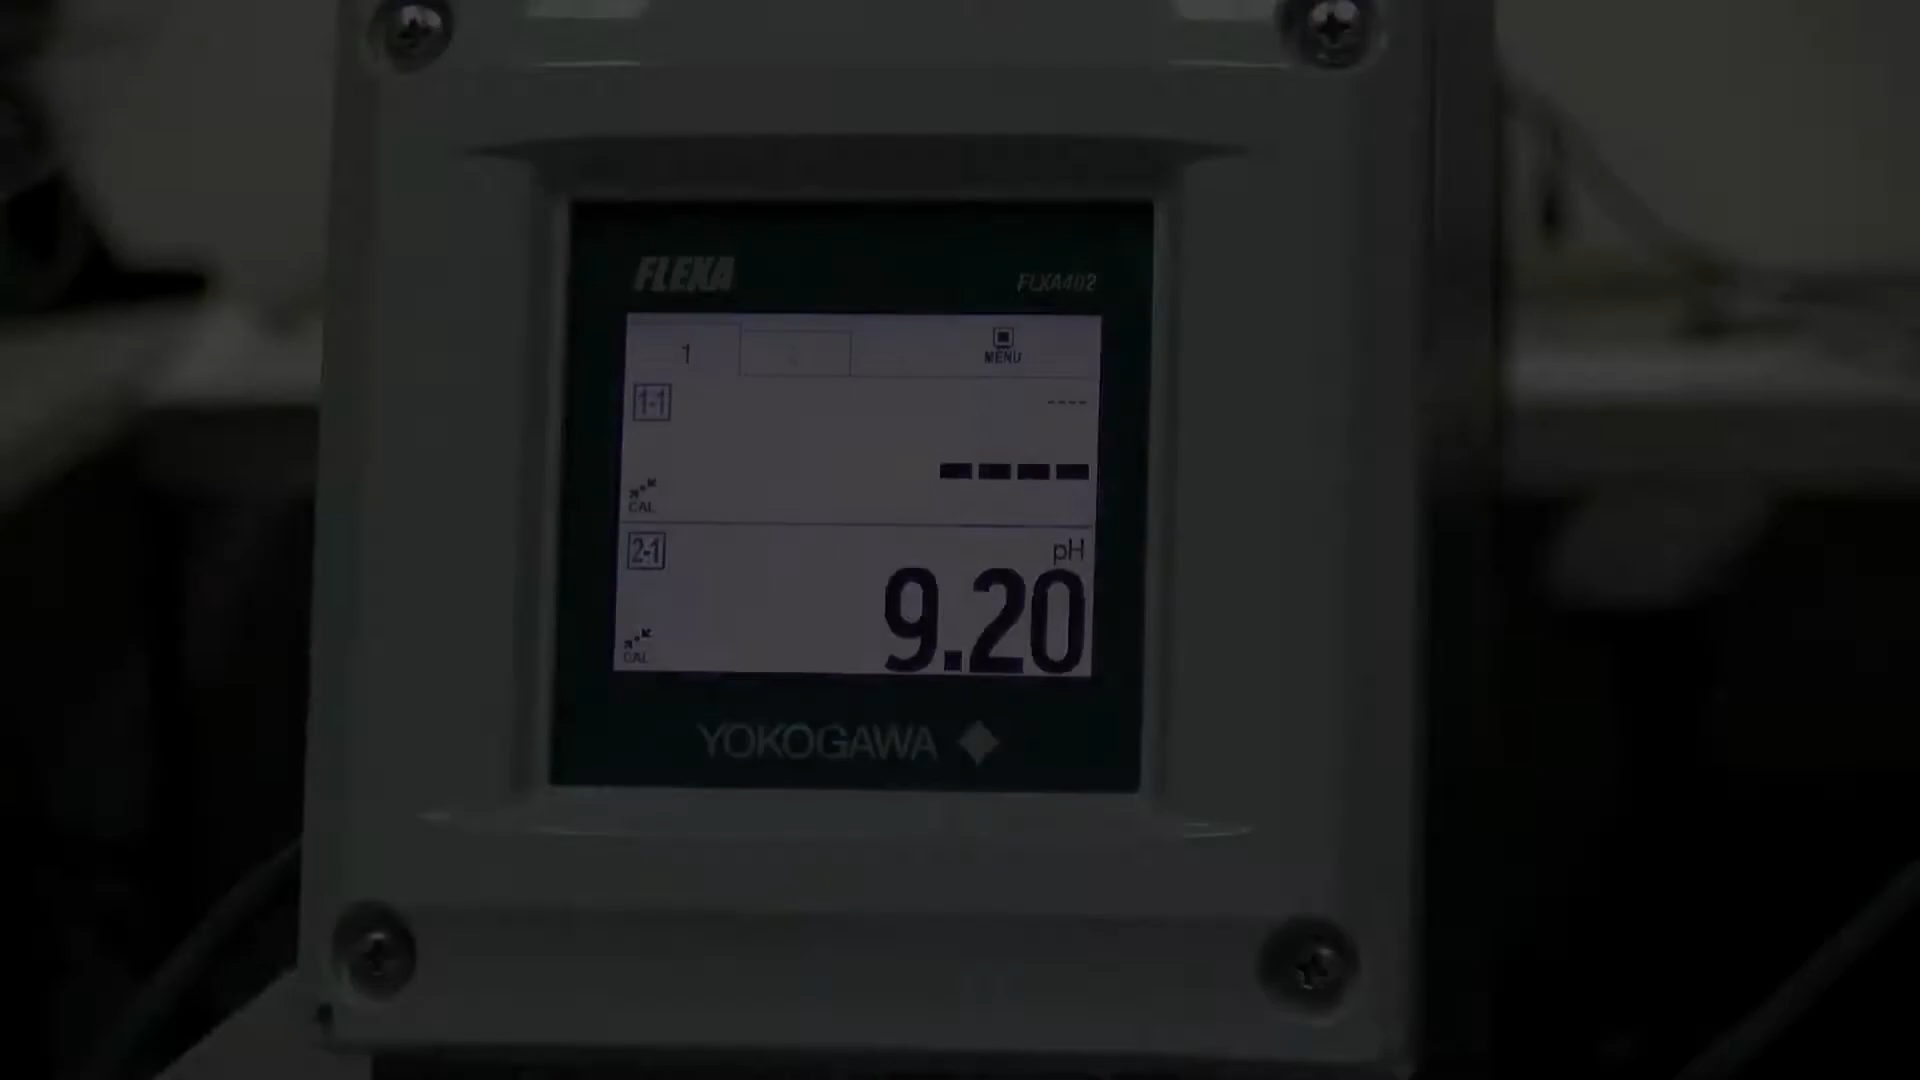 FLEXA FLXA402
1 MENU
1-1 ----
----
CAL
2-1 pH
9.20
CAL
YOKOGAWA